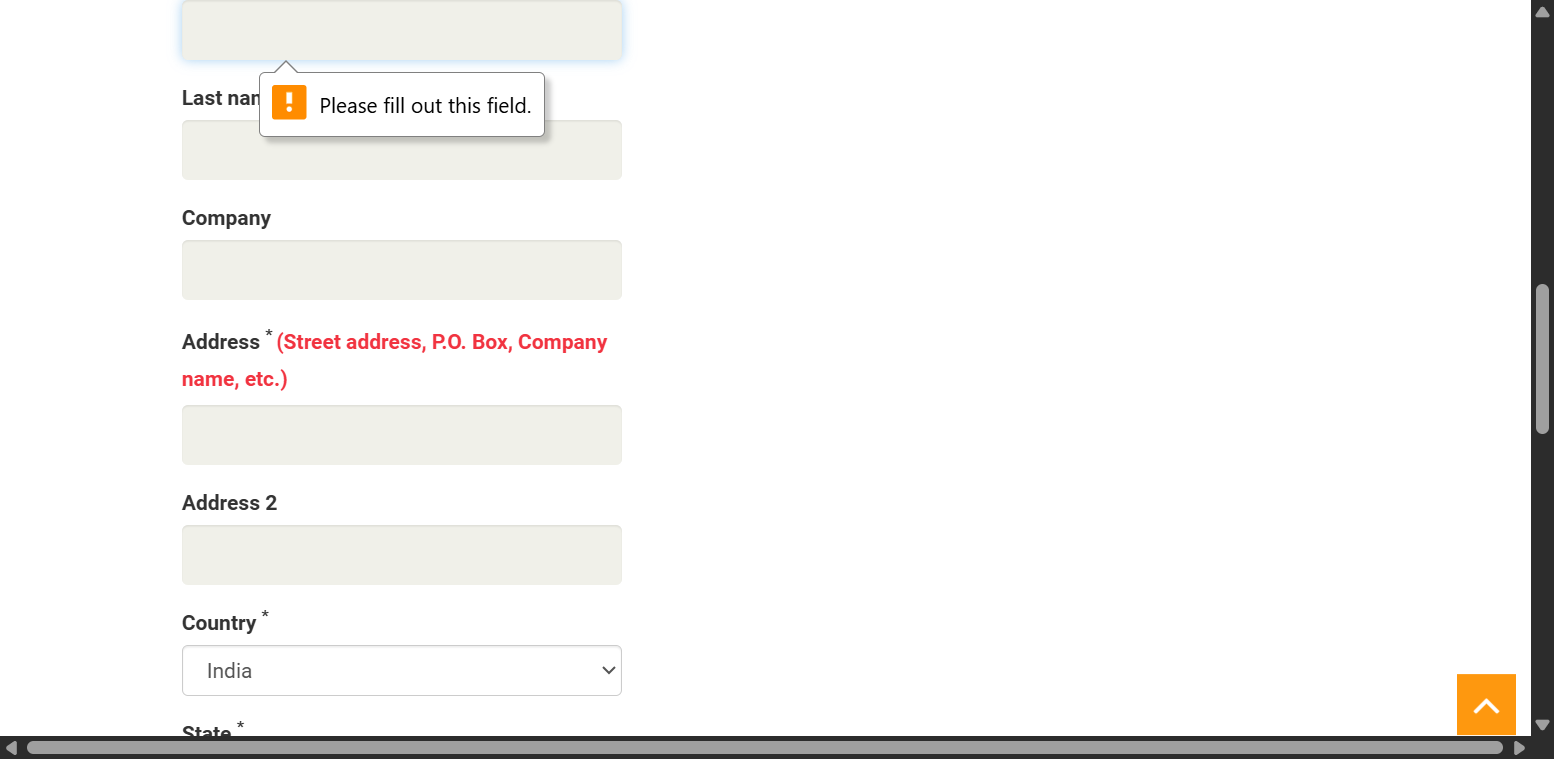 Please fill out this field.
Last nam
Company
Address * (Street address, P.O. Box, Company
name, etc.)
Address 2
Country *
India
State *